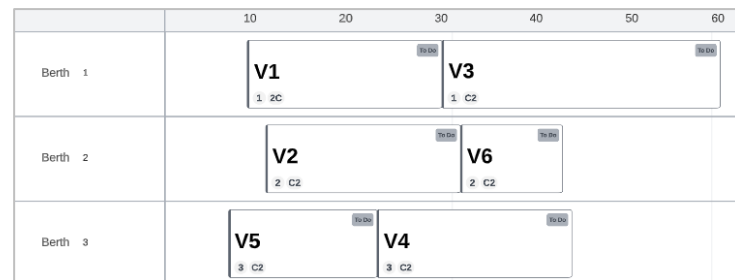 10 20 30 40 50 60
Berth 1
V1 To Do
1 2C
V3 To Do
1 C2
Berth 2
V2 To Do
2 C2
V6 To Do
2 C2
Berth 3
V5 To Do
3 C2
V4 To Do
3 C2